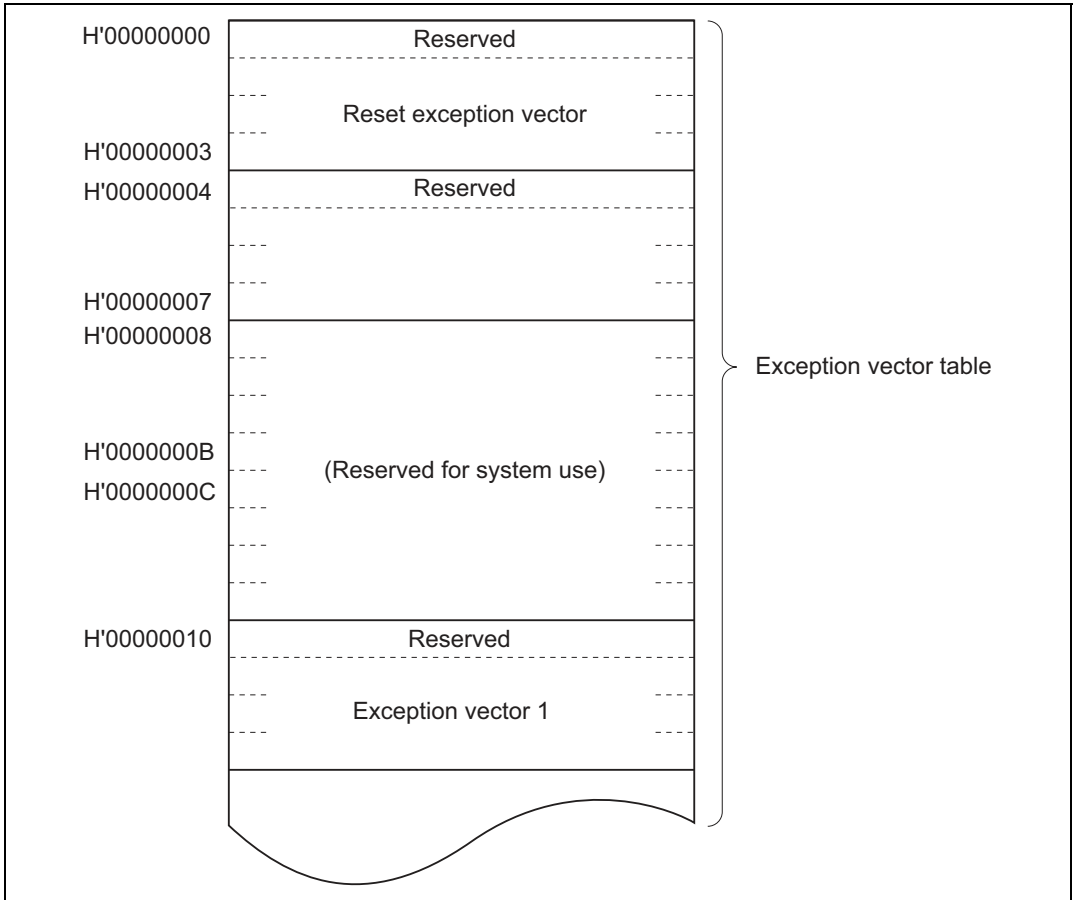 H'00000000 Reserved
Reset exception vector
H'00000003
H'00000004 Reserved
H'00000007
H'00000008
Exception vector table
H'0000000B
(Reserved for system use)
H'0000000C
H'00000010 Reserved
Exception vector 1